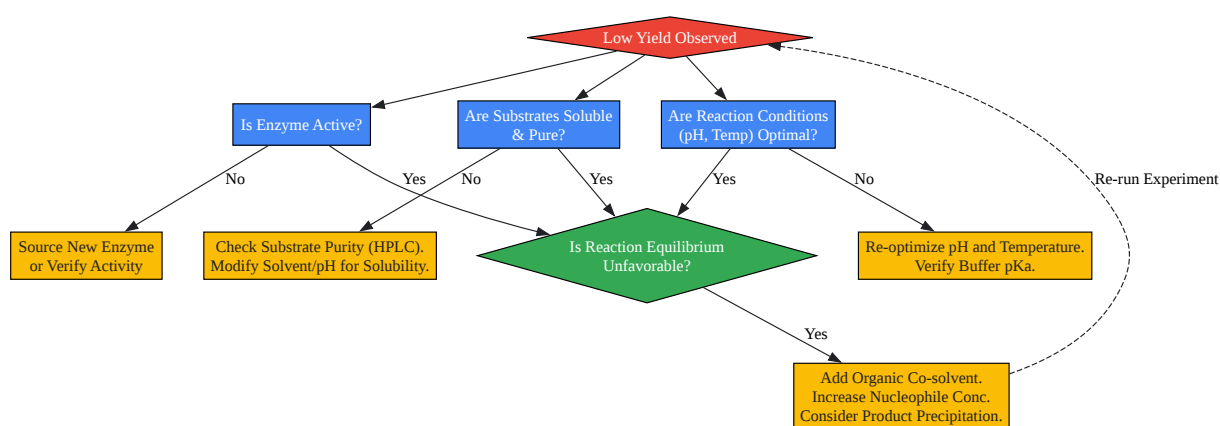 Low Yield Observed
Is Enzyme Active?
Are Substrates Soluble
& Pure?
Are Reaction Conditions
(pH, Temp) Optimal?
Re-run Experiment
No
Yes
No
Yes
Yes
No
Source New Enzyme
or Verify Activity
Check Substrate Purity (HPLC).
Modify Solvent/pH for Solubility.
Is Reaction Equilibrium
Unfavorable?
Re-optimize pH and Temperature.
Verify Buffer pKa.
Yes
Add Organic Co-solvent.
Increase Nucleophile Conc.
Consider Product Precipitation.